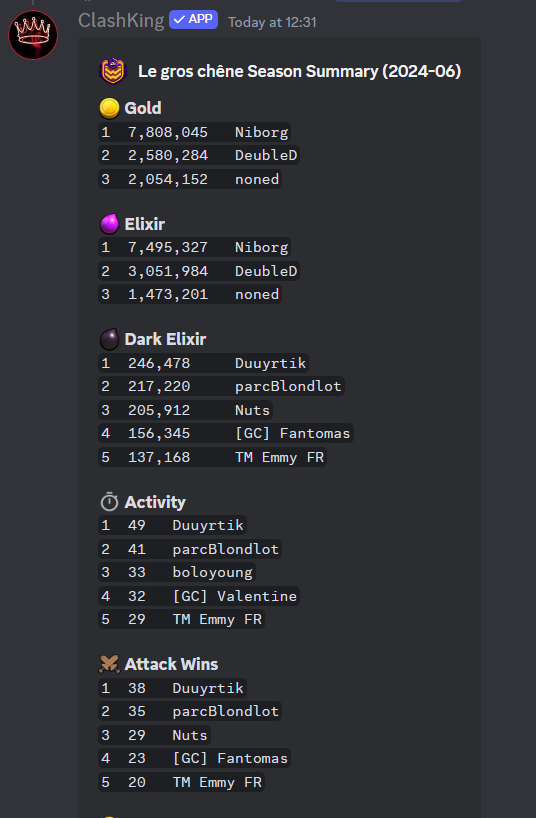 ClashKing ✓ APP Today at 12:31
Le gros chêne Season Summary (2024-06)
Gold
1 7,808,045 Niborg
2 2,580,284 DeubleD
3 2,054,152 noned
Elixir
1 7,495,327 Niborg
2 3,051,984 DeubleD
3 1,473,201 noned
Dark Elixir
1 246,478 Duuyrtik
2 217,220 parcBlondlot
3 205,912 Nuts
4 156,345 [GC] Fantomas
5 137,168 TM Emmy FR
Activity
1 49 Duuyrtik
2 41 parcBlondlot
3 33 boloyoung
4 32 [GC] Valentine
5 29 TM Emmy FR
Attack Wins
1 38 Duuyrtik
2 35 parcBlondlot
3 29 Nuts
4 23 [GC] Fantomas
5 20 TM Emmy FR